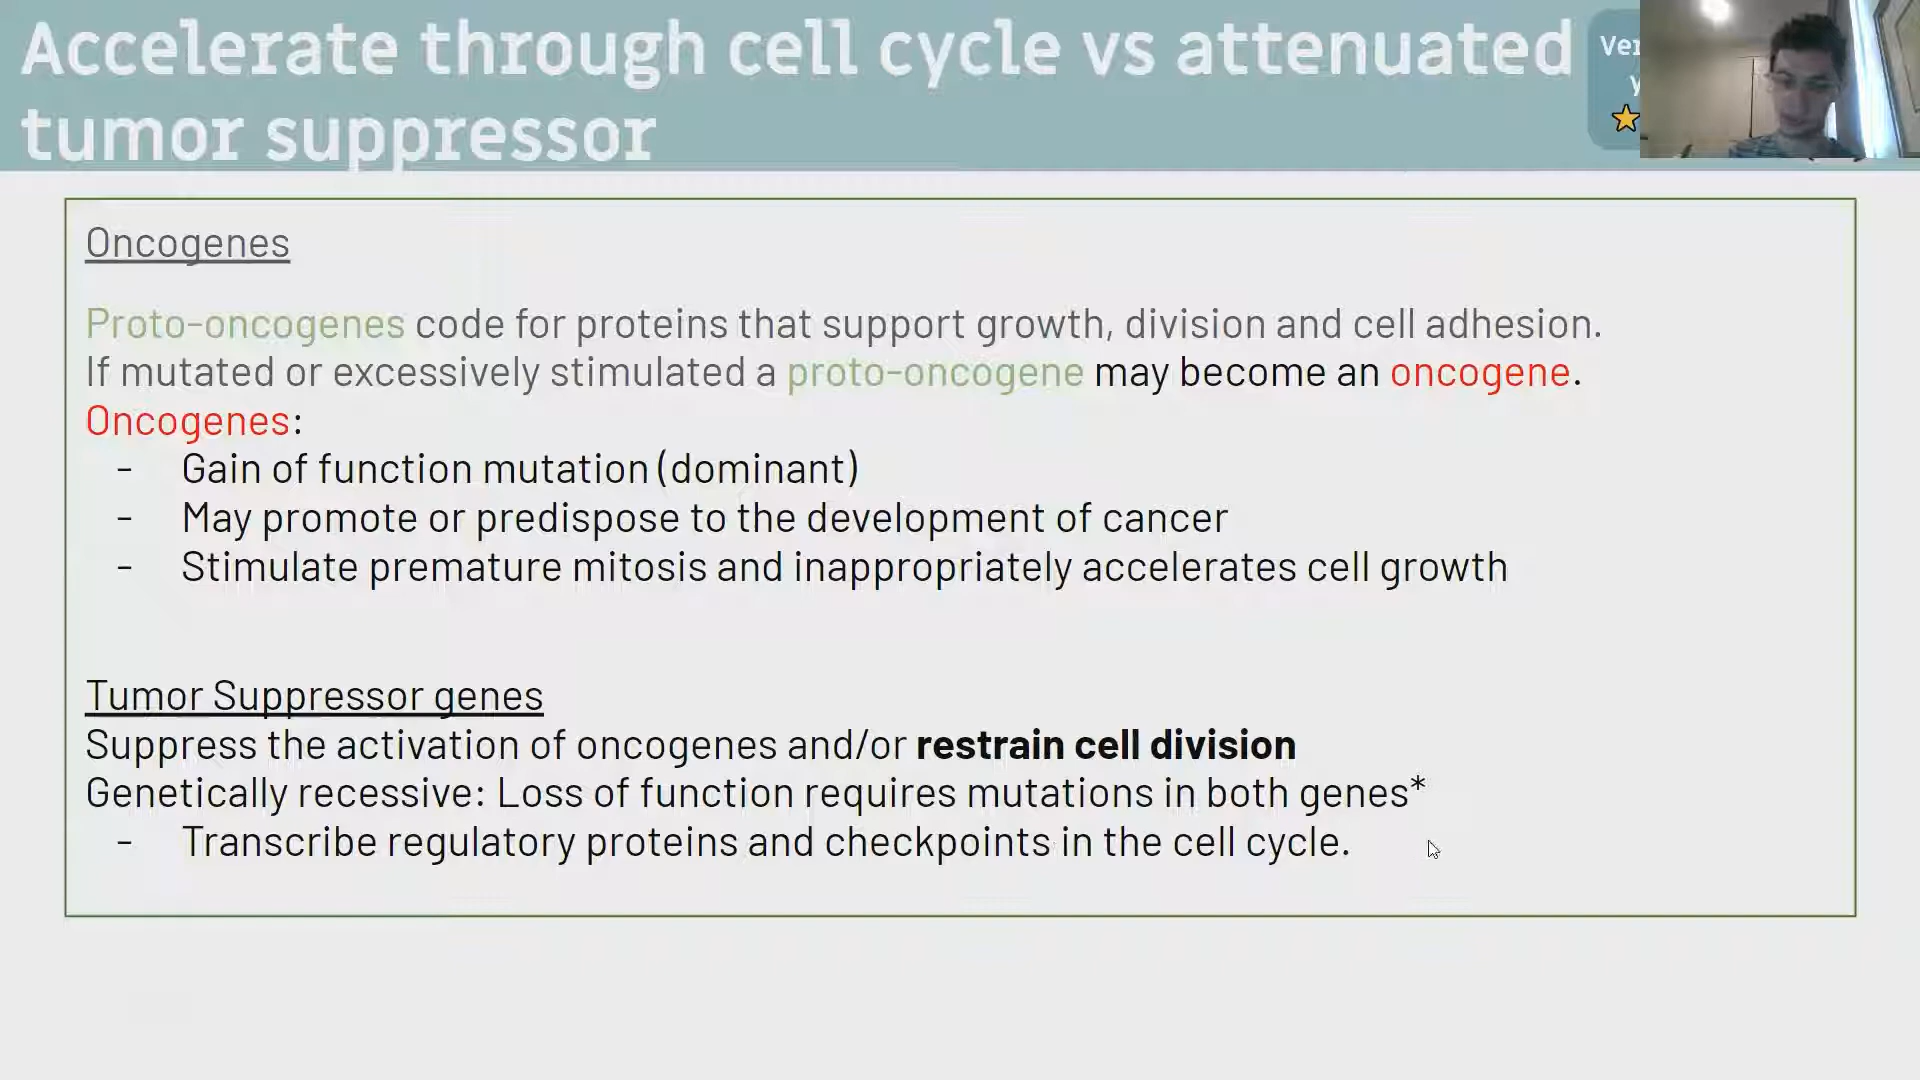 Accelerate through cell cycle vs attenuated
tumor suppressor
Oncogenes
Proto-oncogenes code for proteins that support growth, division and cell adhesion.
If mutated or excessively stimulated a proto-oncogene may become an oncogene.
Oncogenes:
- Gain of function mutation (dominant)
- May promote or predispose to the development of cancer
- Stimulate premature mitosis and inappropriately accelerates cell growth
Tumor Suppressor genes
Suppress the activation of oncogenes and/or restrain cell division
Genetically recessive: Loss of function requires mutations in both genes*
- Transcribe regulatory proteins and checkpoints in the cell cycle.